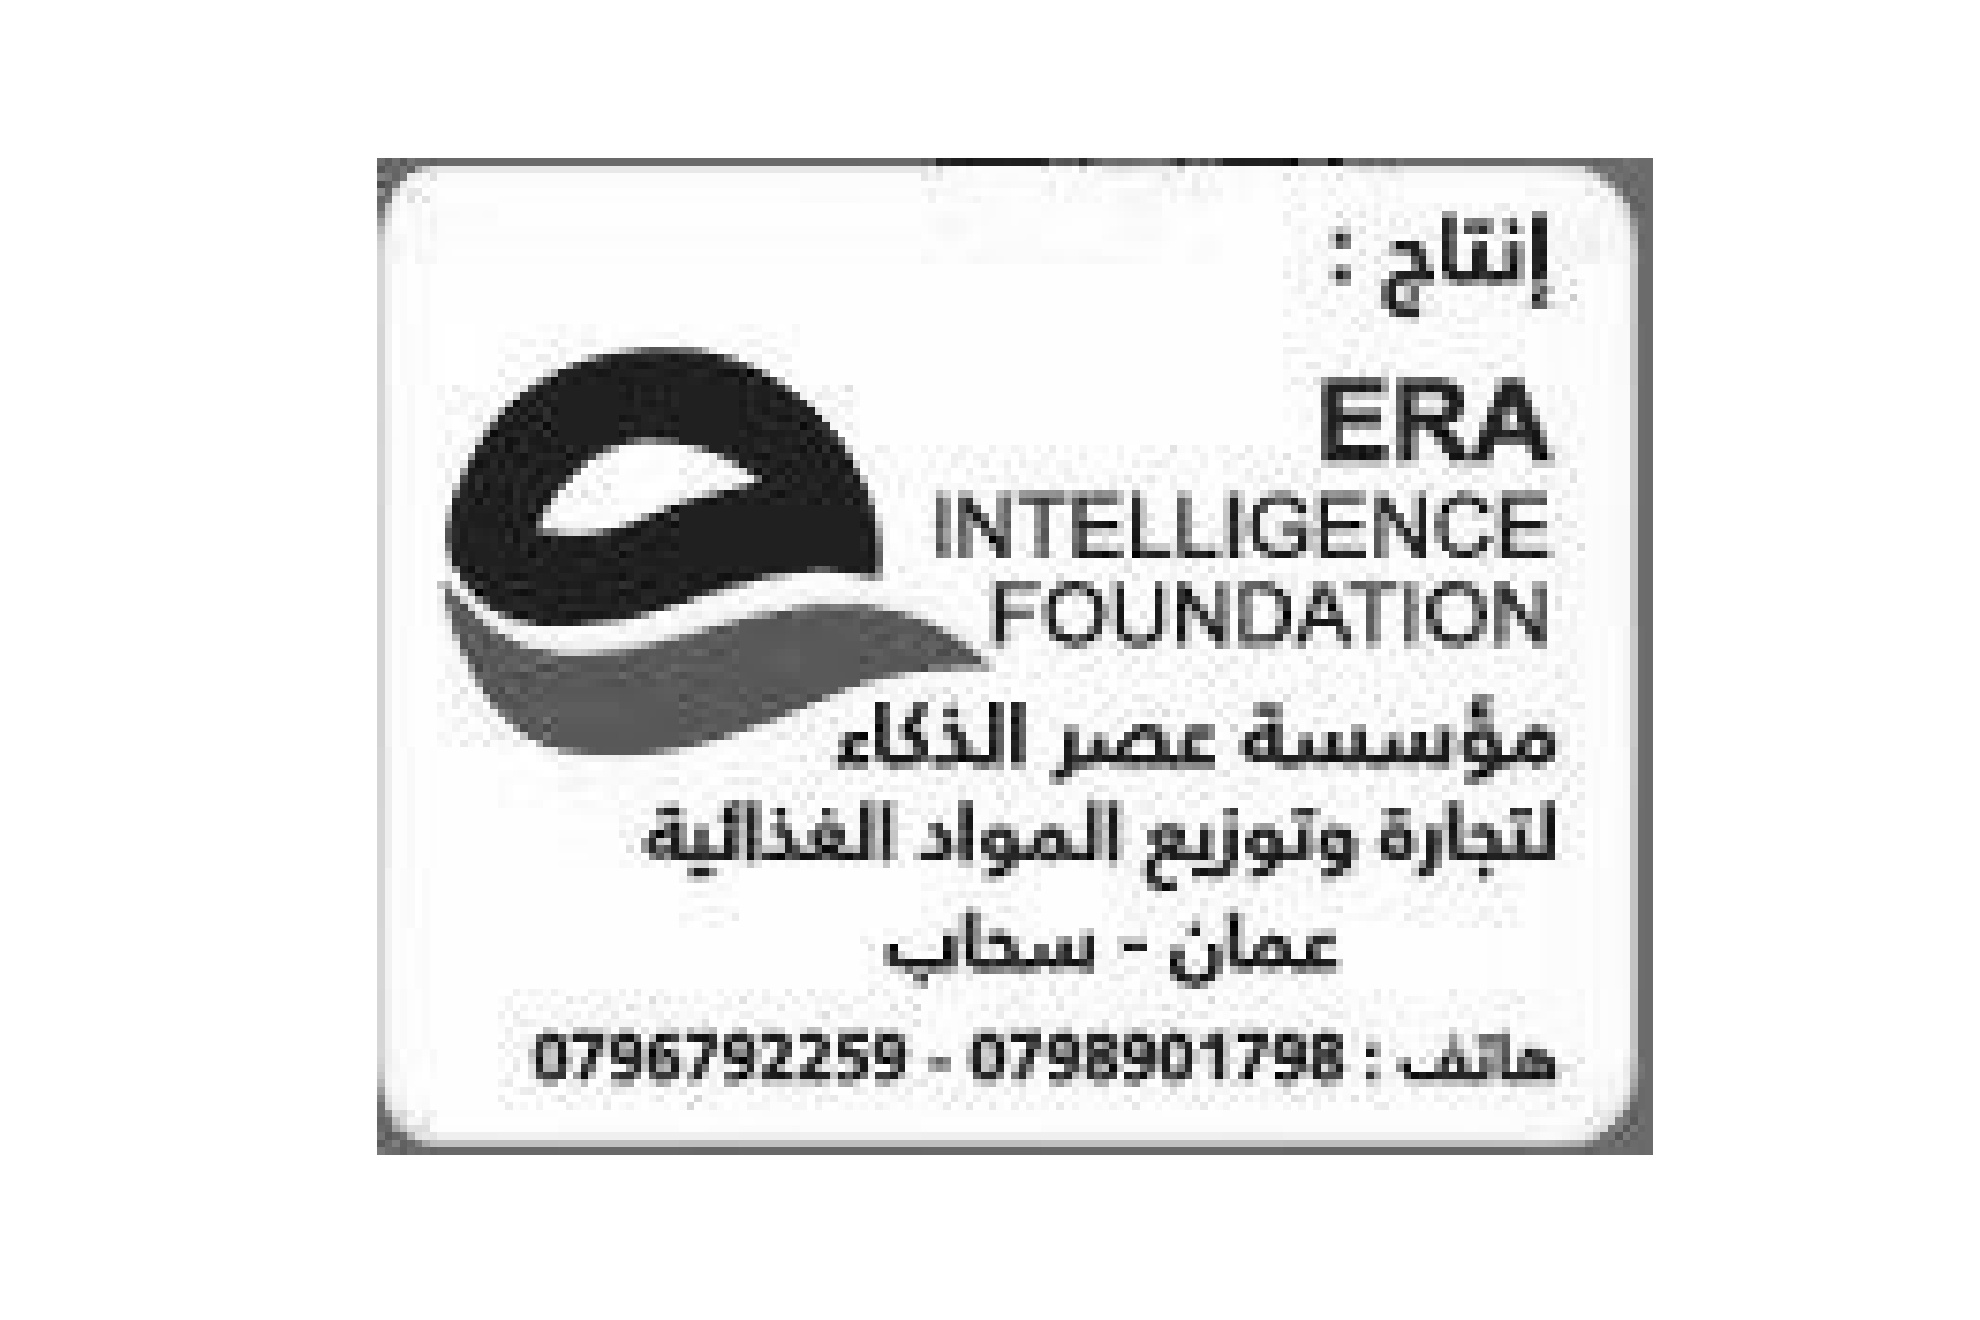 إنتاج :
ERA
INTELLIGENCE
FOUNDATION
مؤسسة عصر الذكاء
لتجارة وتوزيع المواد الغذائية
عمان - سحاب
هاتف : 0798901798 - 0796792259